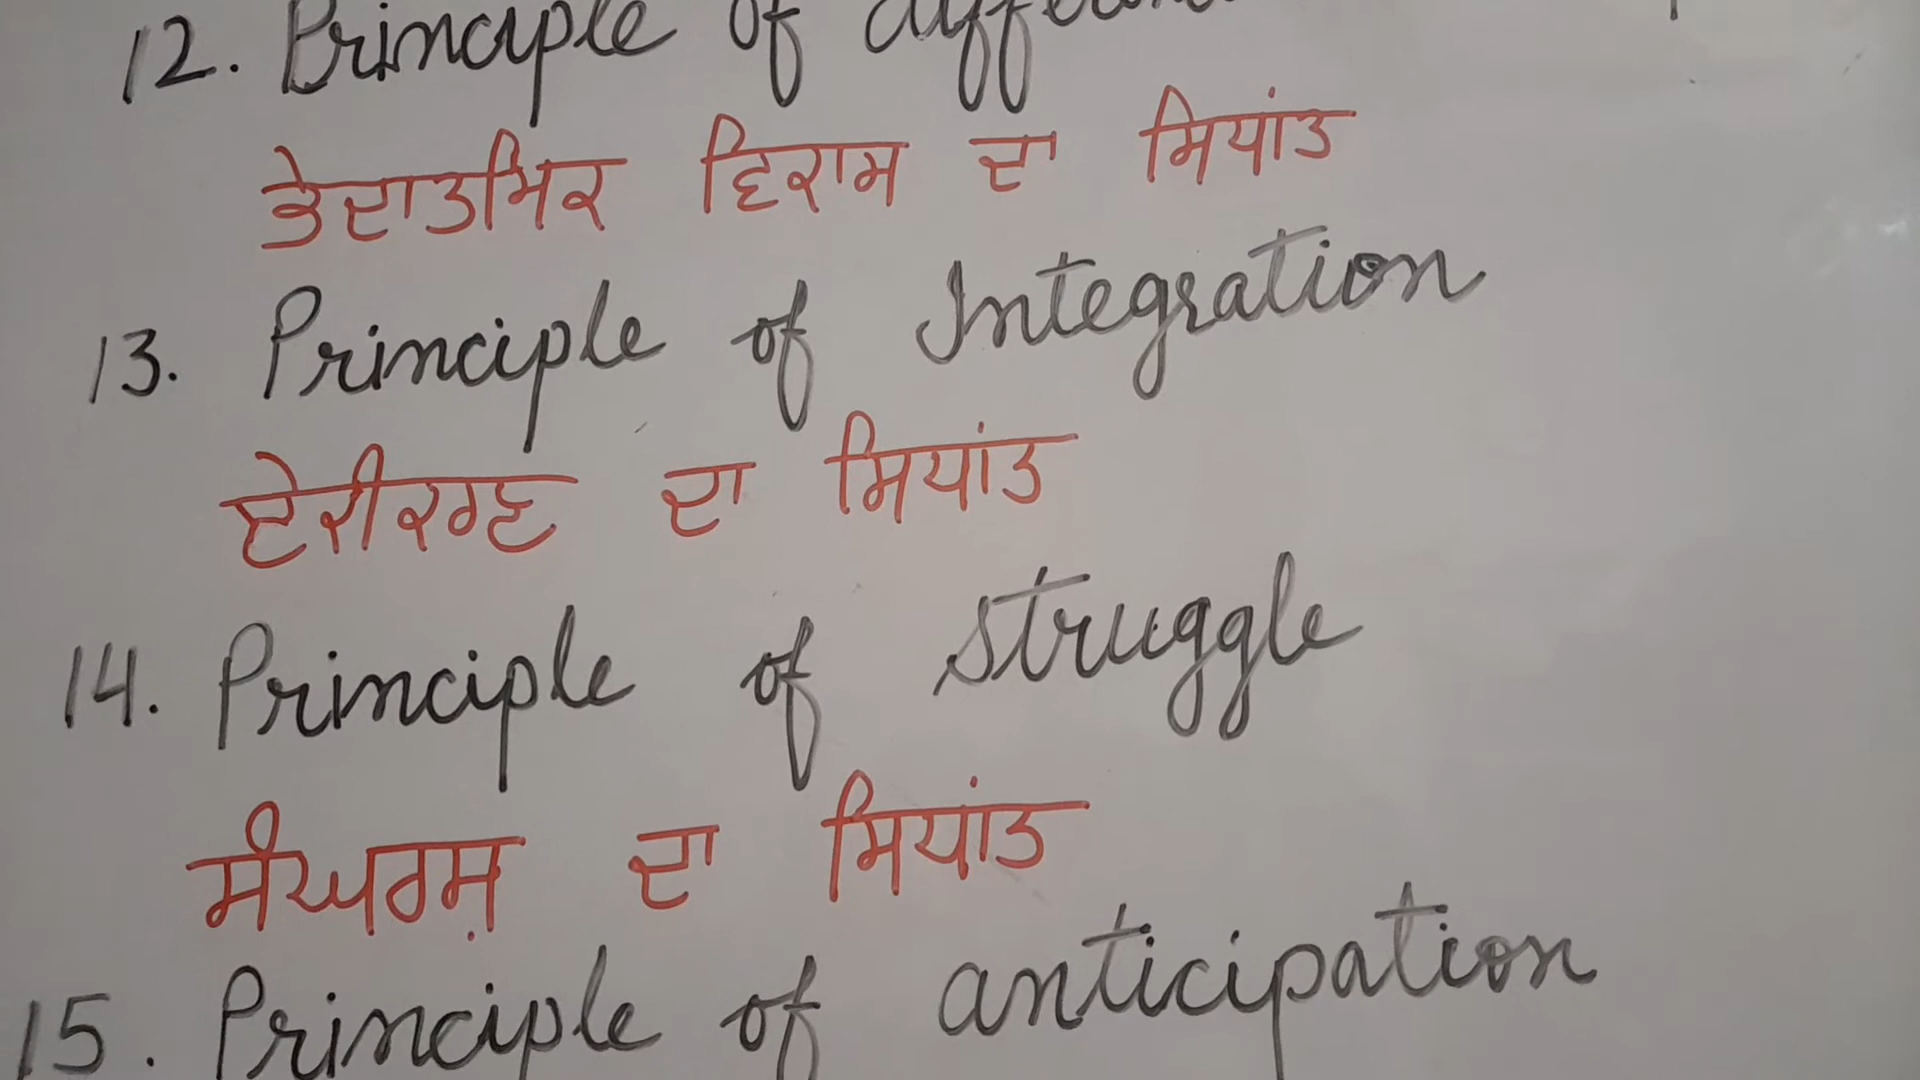 12. Principle of
ਭੇਦਾਤਮਿਕ ਵਿਕਾਸ ਦਾ ਸਿਧਾਂਤ
13. Principle of Integration
ਏਕੀਕਰਣ ਦਾ ਸਿਧਾਂਤ
14. Principle of struggle
ਸੰਘਰਸ਼ ਦਾ ਸਿਧਾਂਤ
15. Principle of anticipation